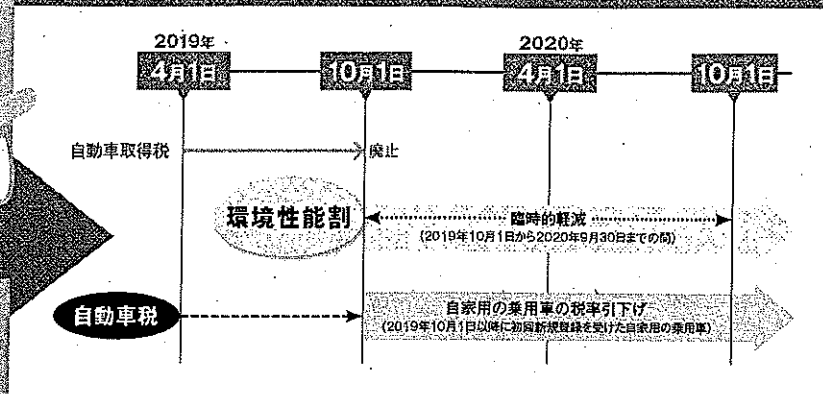 2019年
4月1日
10月1日
2020年
4月1日
10月1日
自動車取得税
廃止
環境性能割
臨時的軽減
(2019年10月1日から2020年9月30日までの間)
自動車税
自家用の乗用車の税率引下げ
(2019年10月1日以降に初回新規登録を受けた自家用の乗用車)